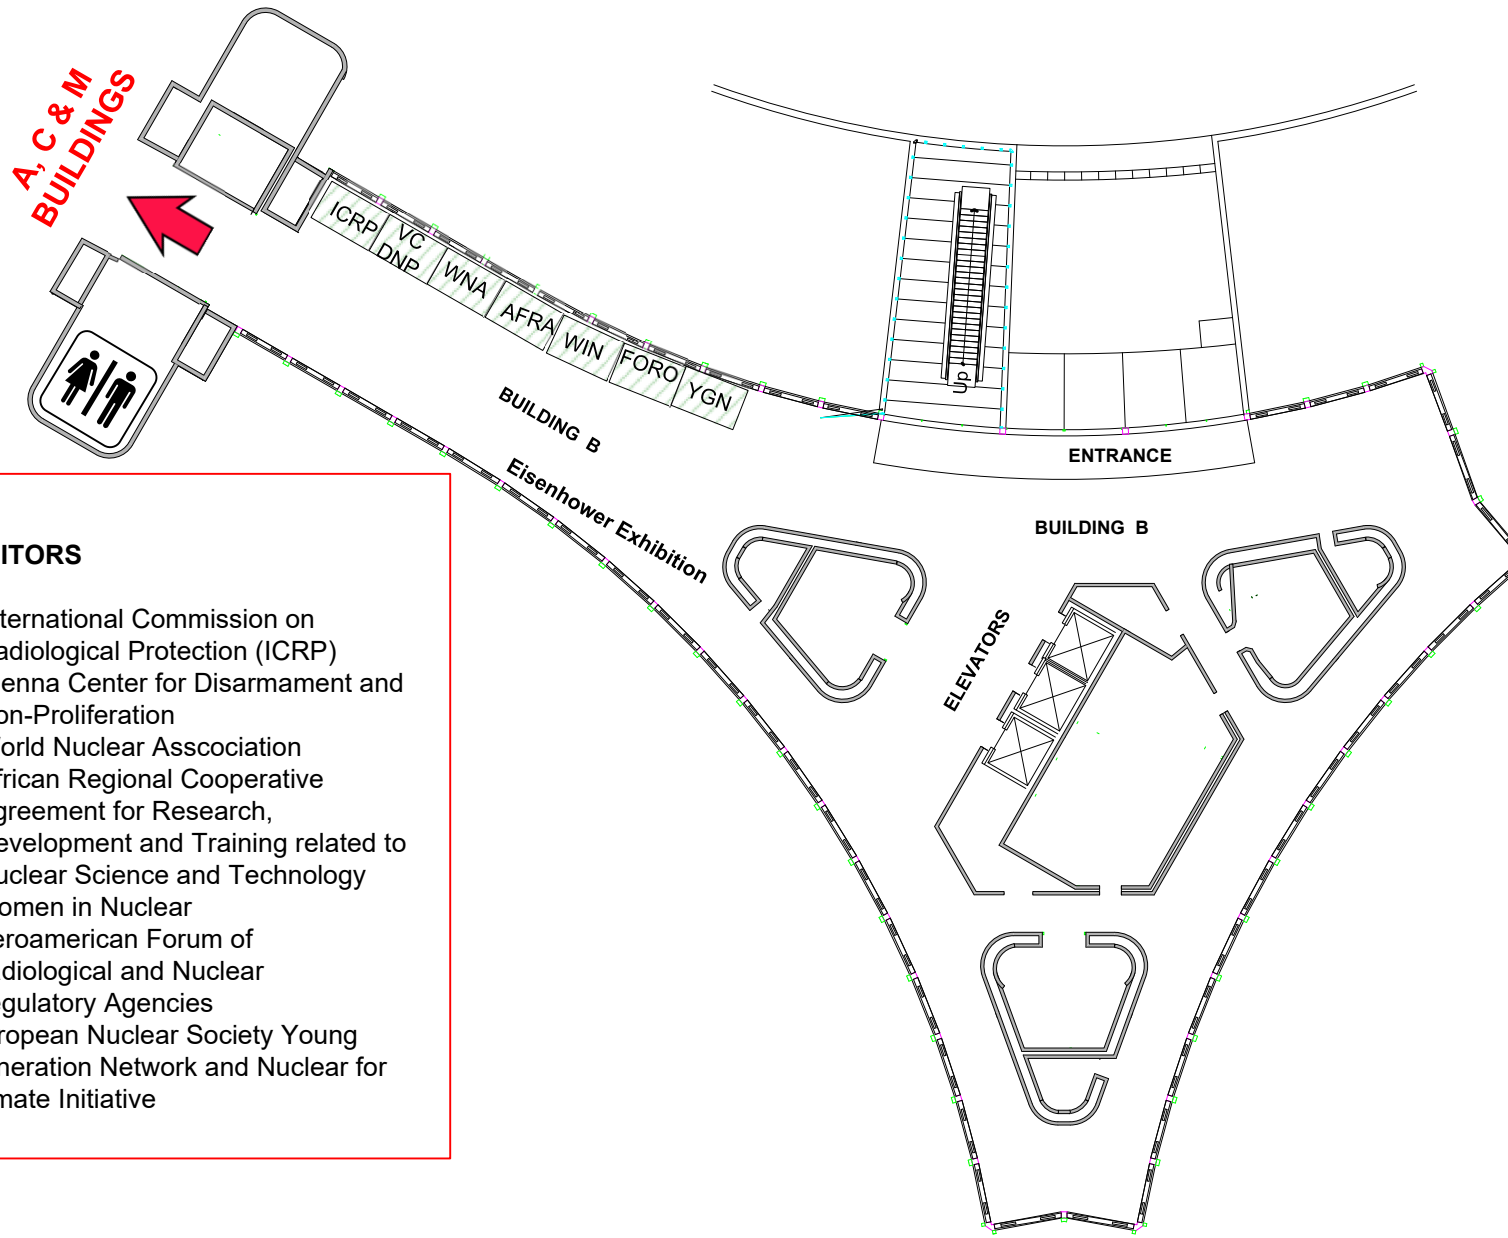 A, C & M
BUILDINGS
ICRP
VC
DNP
WNA
AFRA
WIN
FORO
YGN
Up
BUILDING B
Eisenhower Exhibition
ENTRANCE
BUILDING B
ELEVATORS
ITORS
ternational Commission on
adiological Protection (ICRP)
enna Center for Disarmament and
on-Proliferation
orld Nuclear Asscociation
frican Regional Cooperative
greement for Research,
evelopment and Training related to
uclear Science and Technology
omen in Nuclear
eroamerican Forum of
adiological and Nuclear
egulatory Agencies
ropean Nuclear Society Young
neration Network and Nuclear for
mate Initiative